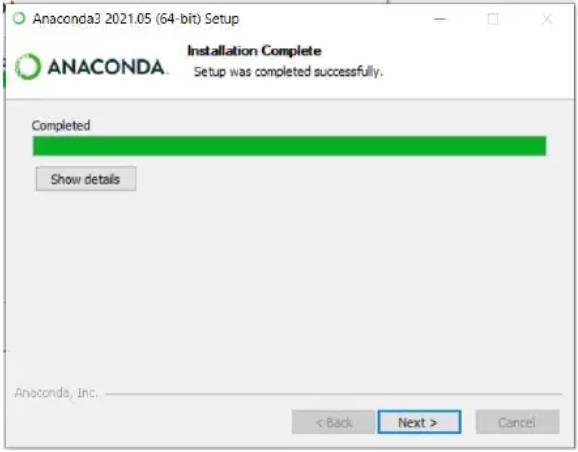 Anaconda3 2021.05 (64-bit) Setup
ANACONDA.
Installation Complete
Setup was completed successfully.
Completed
Show details
Anaconda, Inc.
< Back
Next >
Cancel